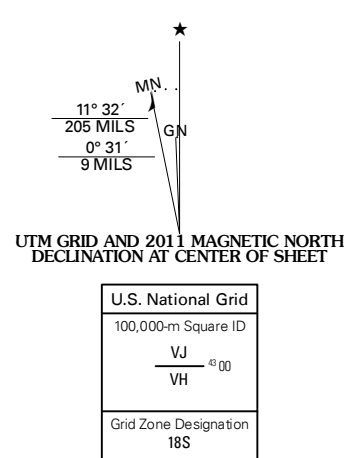 ★
MN
11° 32´
205 MILS
GN
0° 31´
9 MILS
UTM GRID AND 2011 MAGNETIC NORTH
DECLINATION AT CENTER OF SHEET
U.S. National Grid
100,000-m Square ID
VJ
43 00
VH
Grid Zone Designation
18S